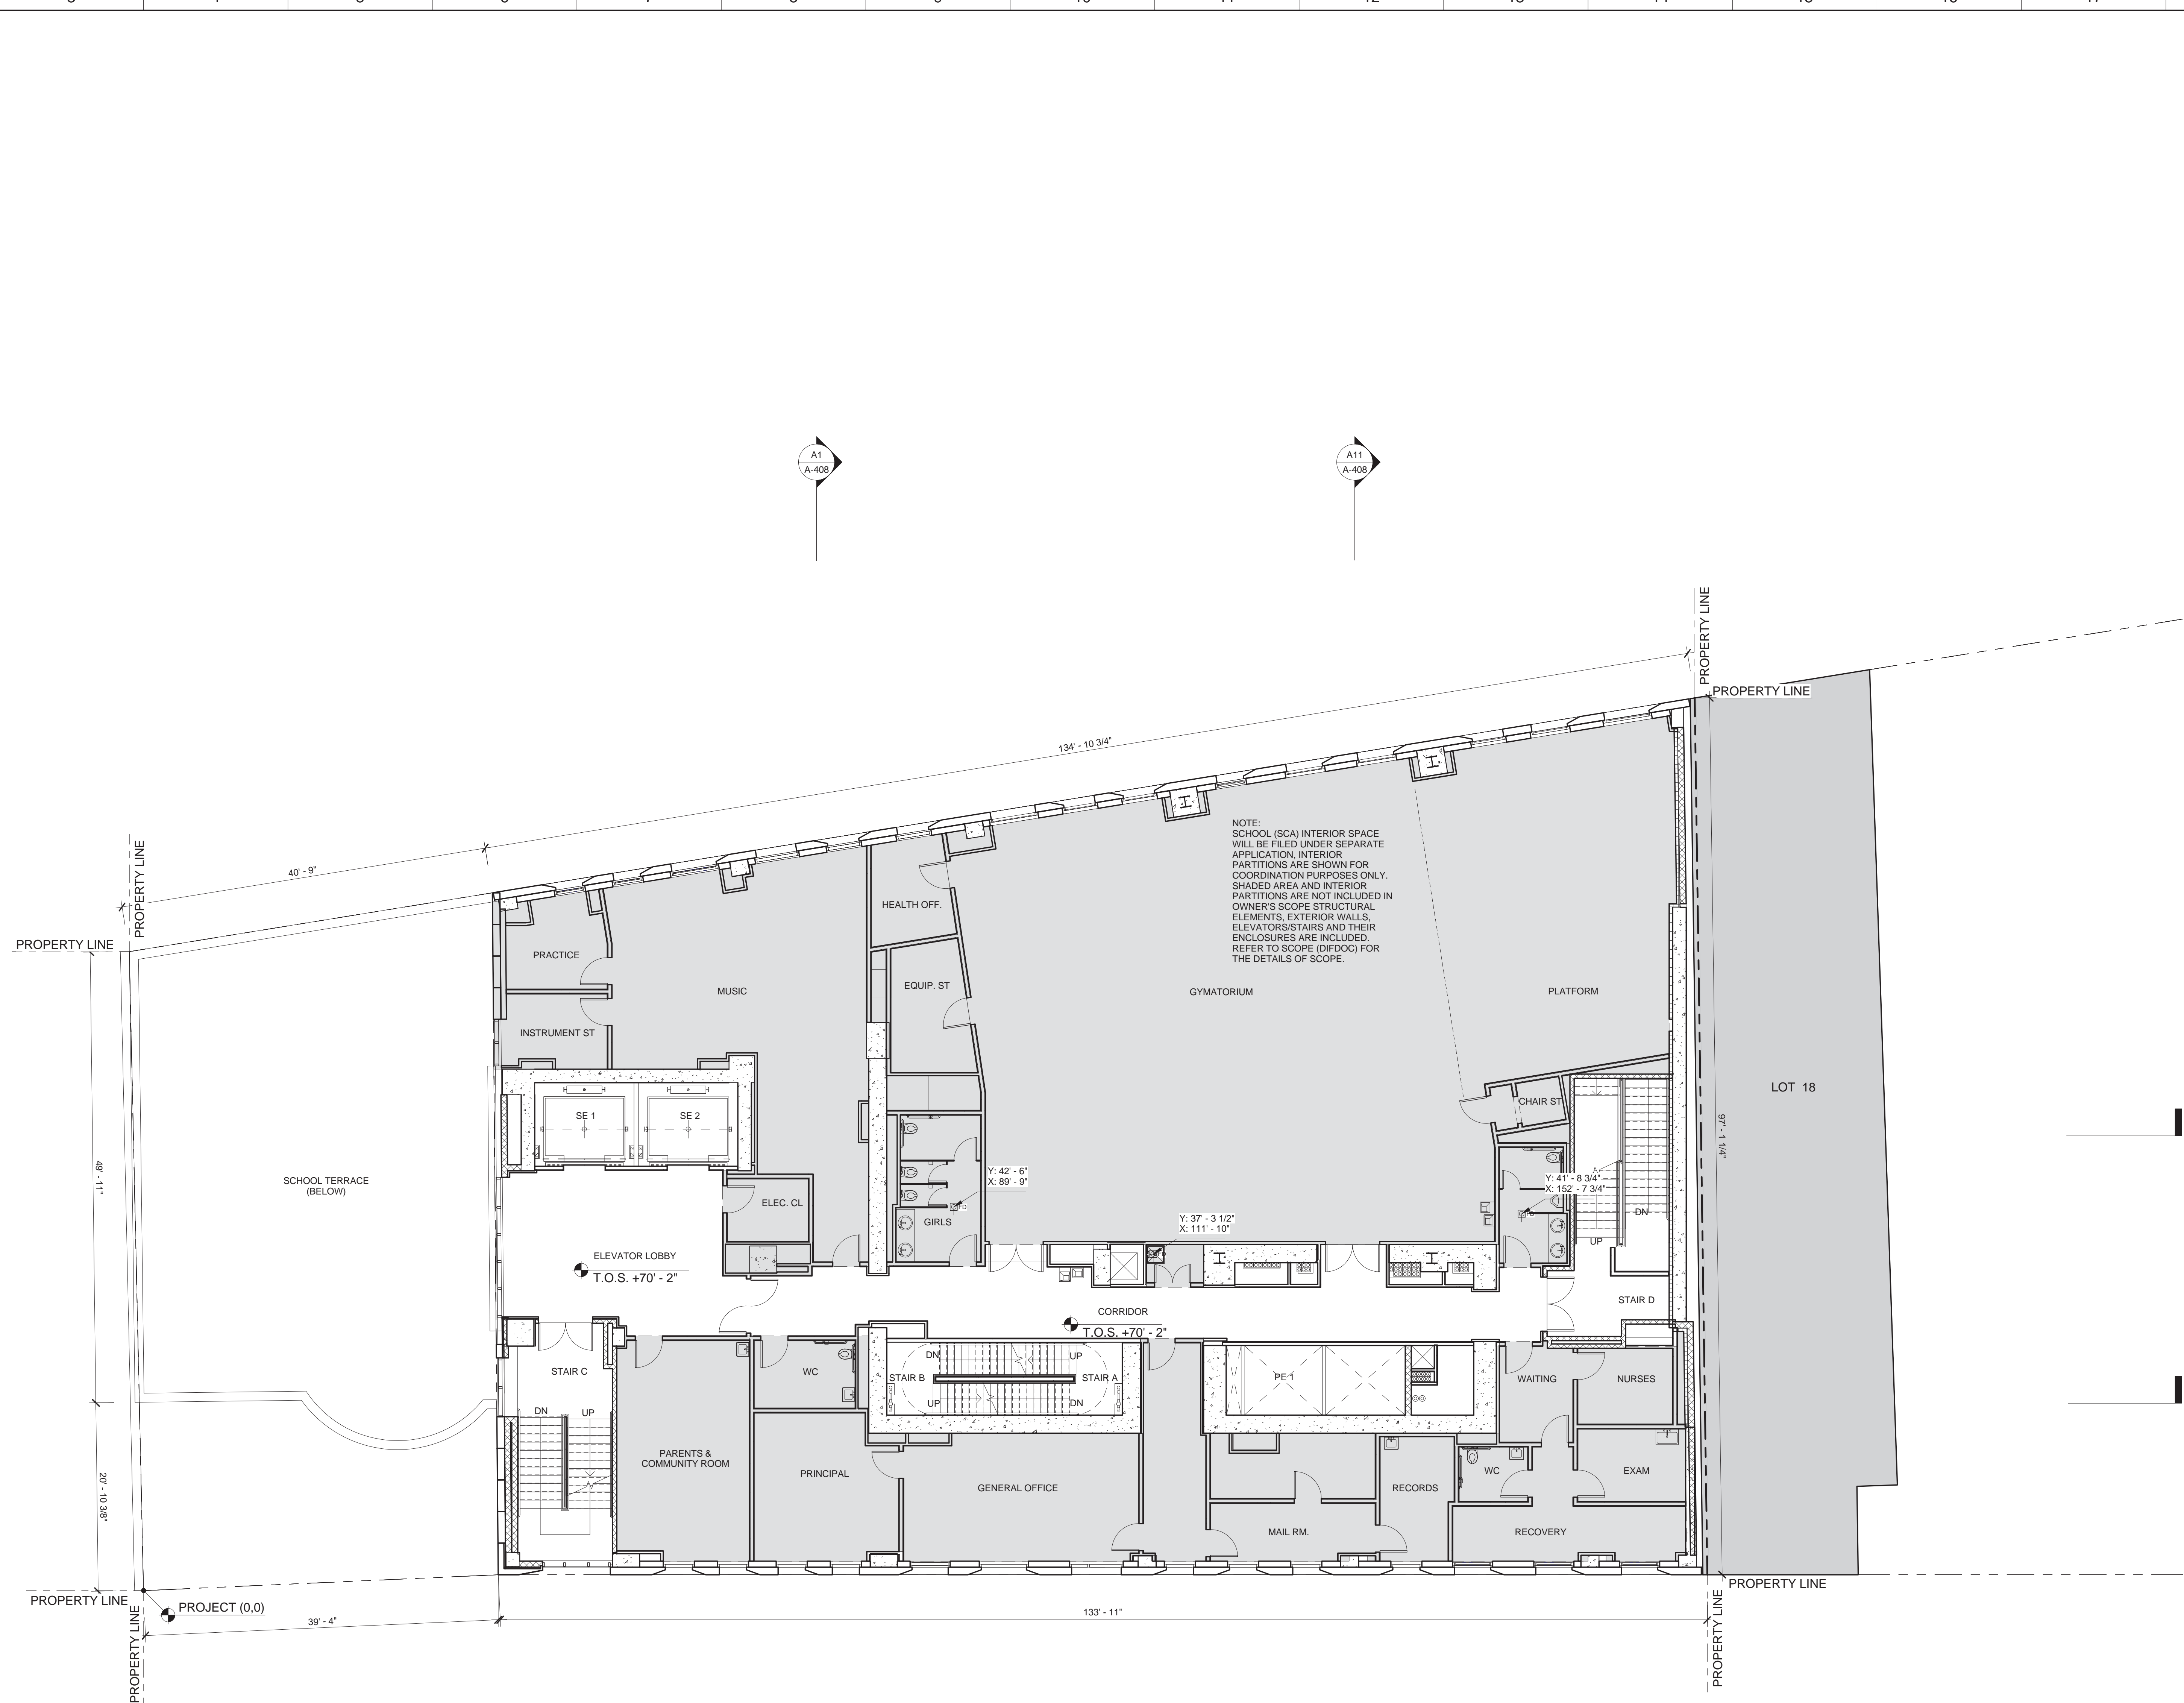 A1
A-408
A11
A-408
PROPERTY LINE
PROPERTY LINE
134' - 10 3/4"
40' - 9"
PROPERTY LINE
PROPERTY LINE
NOTE:
SCHOOL (SCA) INTERIOR SPACE
WILL BE FILED UNDER SEPARATE
APPLICATION, INTERIOR
PARTITIONS ARE SHOWN FOR
COORDINATION PURPOSES ONLY.
SHADED AREA AND INTERIOR
PARTITIONS ARE NOT INCLUDED IN
OWNER'S SCOPE STRUCTURAL
ELEMENTS, EXTERIOR WALLS,
ELEVATORS/STAIRS AND THEIR
ENCLOSURES ARE INCLUDED.
REFER TO SCOPE (DIFDOC) FOR
THE DETAILS OF SCOPE.
HEALTH OFF.
PRACTICE
EQUIP. ST
MUSIC
GYMATORIUM
PLATFORM
INSTRUMENT ST
LOT 18
SE 1
SE 2
CHAIR ST
97' - 1 1/4"
49' - 11"
SCHOOL TERRACE
(BELOW)
Y: 42' - 6"
X: 89' - 9"
Y: 41' - 8 3/4"
X: 152' - 7 3/4"
ELEC. CL
GIRLS
Y: 37' - 3 1/2"
X: 111' - 10"
DN
UP
ELEVATOR LOBBY
T.O.S. +70' - 2"
STAIR D
CORRIDOR
T.O.S. +70' - 2"
STAIR C
WC
DN
UP
STAIR B
STAIR A
UP
DN
PE 1
WAITING
NURSES
DN
UP
PARENTS &
COMMUNITY ROOM
PRINCIPAL
GENERAL OFFICE
WC
EXAM
RECORDS
20' - 10 3/8"
MAIL RM.
RECOVERY
PROPERTY LINE
PROJECT (0,0)
PROPERTY LINE
39' - 4"
133' - 11"
PROPERTY LINE
PROPERTY LINE